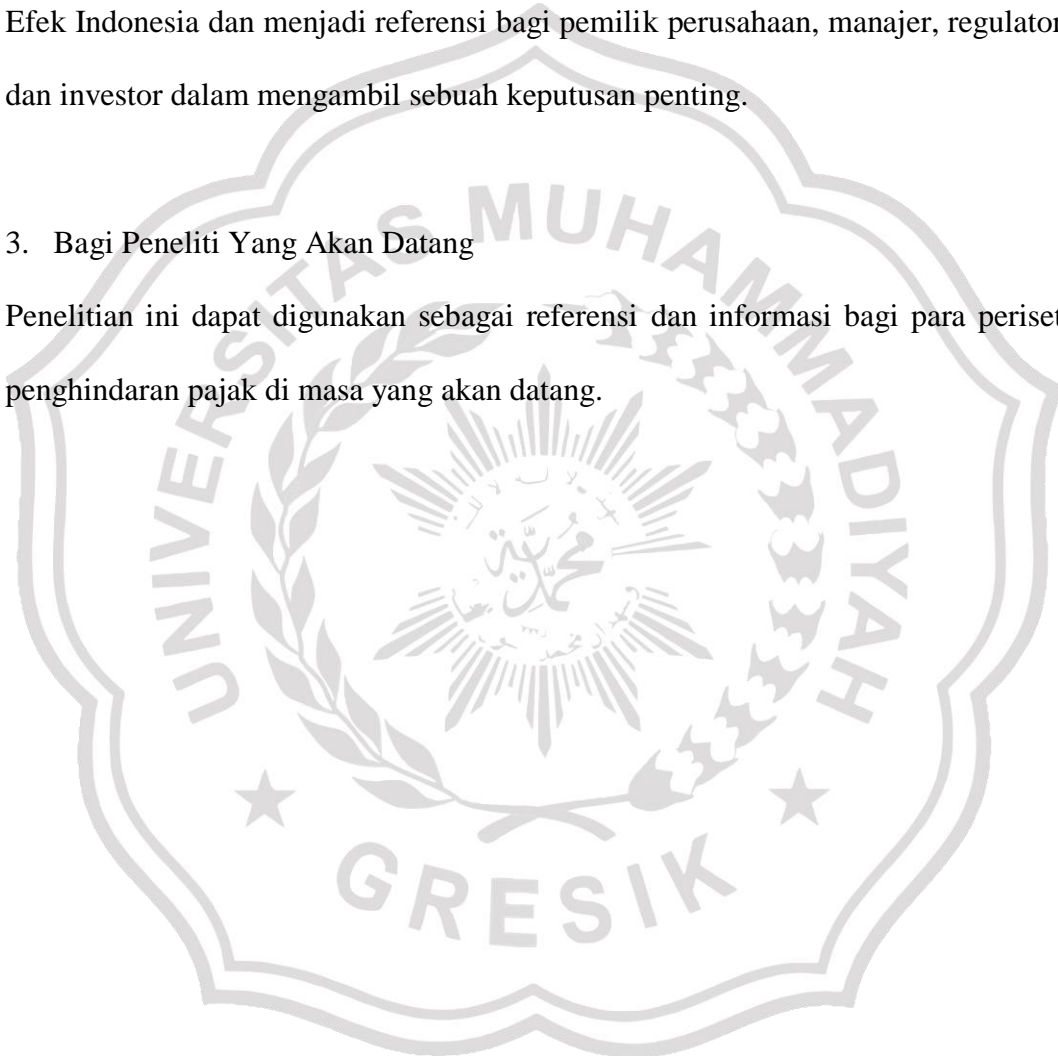 Efek Indonesia dan menjadi referensi bagi pemilik perusahaan, manajer, regulator
dan investor dalam mengambil sebuah keputusan penting.
3. Bagi Peneliti Yang Akan Datang
Penelitian ini dapat digunakan sebagai referensi dan informasi bagi para periset
penghindaran pajak di masa yang akan datang.
UNIVERSITAS MUHAMMADIYAH
GRESIK